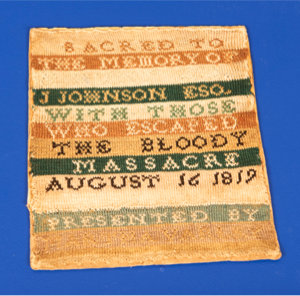 SACRED TO
THE MEMORY OF
J JOHNSON ESQ.
WITH THOSE
WHO ESCAPED
THE BLOODY
MASSACRE
AUGUST 16 1819
PRESENTED BY